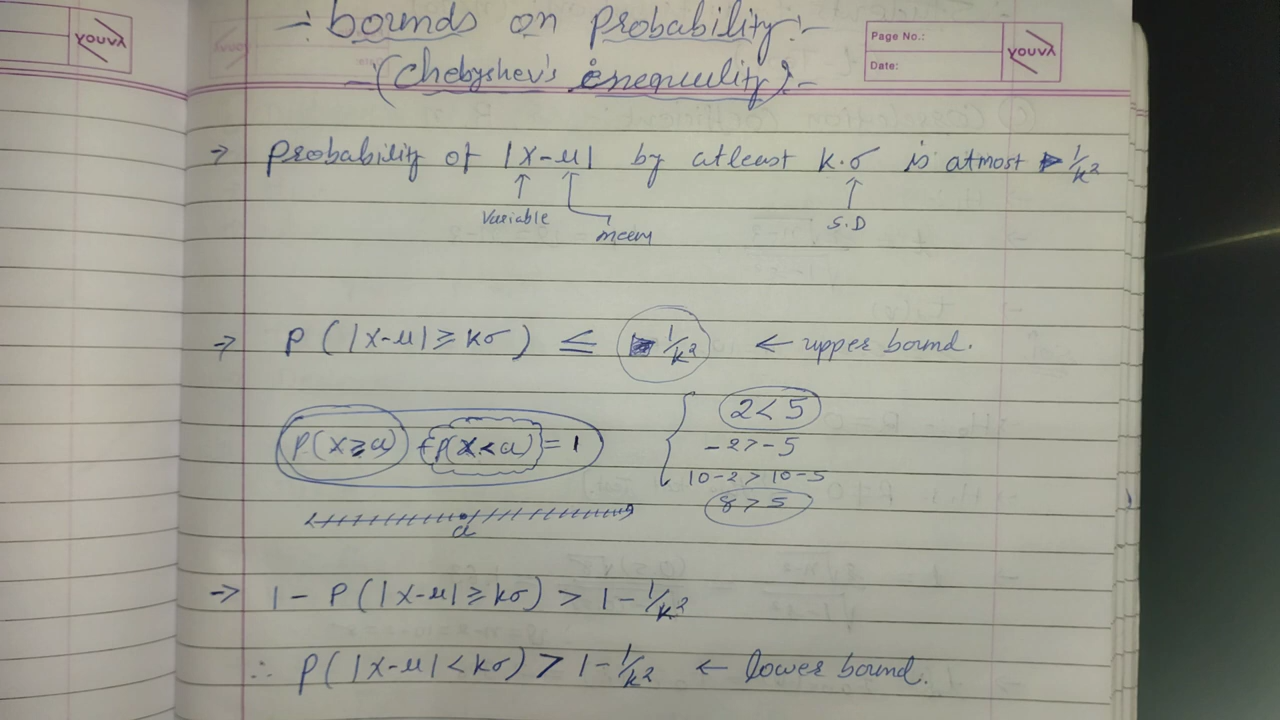 -: bounds on probability :-
-(Chebyshev's inequality):-
Page No.:
Date:
YOUVA
YOUVA
→ probability of |X-μ| by atleast k.σ is atmost 1/k²
Variable
mean
S.D
→ P(|X-μ| ≥ kσ) ≤ 1/k² ← upper bound.
P(X≥a) + P(X<a) = 1
2 < 5
-2 > -5
10-2 > 10-5
8 > 5
a
→ 1 - P(|X-μ| ≥ kσ) > 1 - 1/k²
∴ P(|X-μ| < kσ) > 1 - 1/k² ← lower bound.